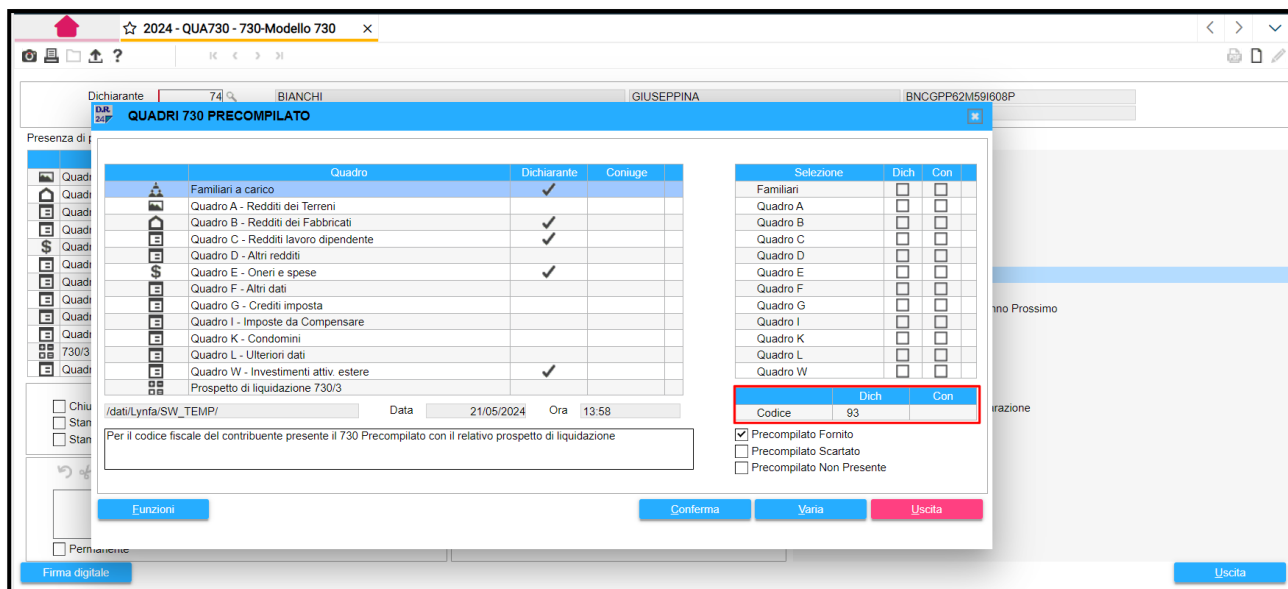 2024 - QUA730 - 730-Modello 730
?
Dichiarante 74 BIANCHI GIUSEPPINA BNCGPP62M59I608P
D.R. 24 QUADRI 730 PRECOMPILATO
Presenza di
Quadro Dichiarante Coniuge
Familiari a carico
Quadro A - Redditi dei Terreni
Quadro B - Redditi dei Fabbricati
Quadro C - Redditi lavoro dipendente
Quadro D - Altri redditi
$ Quadro E - Oneri e spese
Quadro F - Altri dati
Quadro G - Crediti imposta
Quadro I - Imposte da Compensare
Quadro K - Condomini
Quadro L - Ulteriori dati
Quadro W - Investimenti attiv. estere
Prospetto di liquidazione 730/3
Selezione Dich Con
Familiari
Quadro A
Quadro B
Quadro C
Quadro D
Quadro E
Quadro F
Quadro G
Quadro I
Quadro K
Quadro L
Quadro W
Dich Con
Codice 93
/dati/Lynfa/SW_TEMP/ Data 21/05/2024 Ora 13:58
Per il codice fiscale del contribuente presente il 730 Precompilato con il relativo prospetto di liquidazione
Precompilato Fornito
Precompilato Scartato
Precompilato Non Presente
Funzioni Conferma Varia Uscita
730/3
Prossimo
Permanente
Firma digitale Uscita